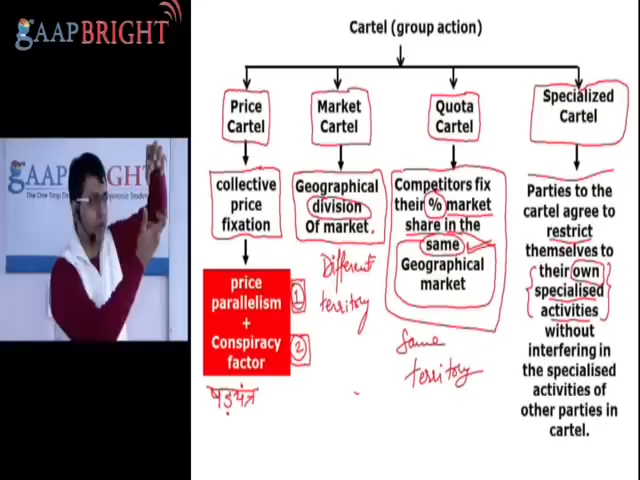 gAAPBRIGHT
gAAPBRIGHT
Cartel (group action)
Price
Cartel
Market
Cartel
Quota
Cartel
Specialized
Cartel
collective
price
fixation
Geographical
division
Of market.
Competitors fix
their % market
share in the
same
Geographical
market
Parties to the
cartel agree to
restrict
themselves to
their own
specialised
activities
without
interfering in
the specialised
activities of
other parties in
cartel.
price
parallelism
+
Conspiracy
factor
1
2
Different
territory
Same
territory
षड़यंत्र